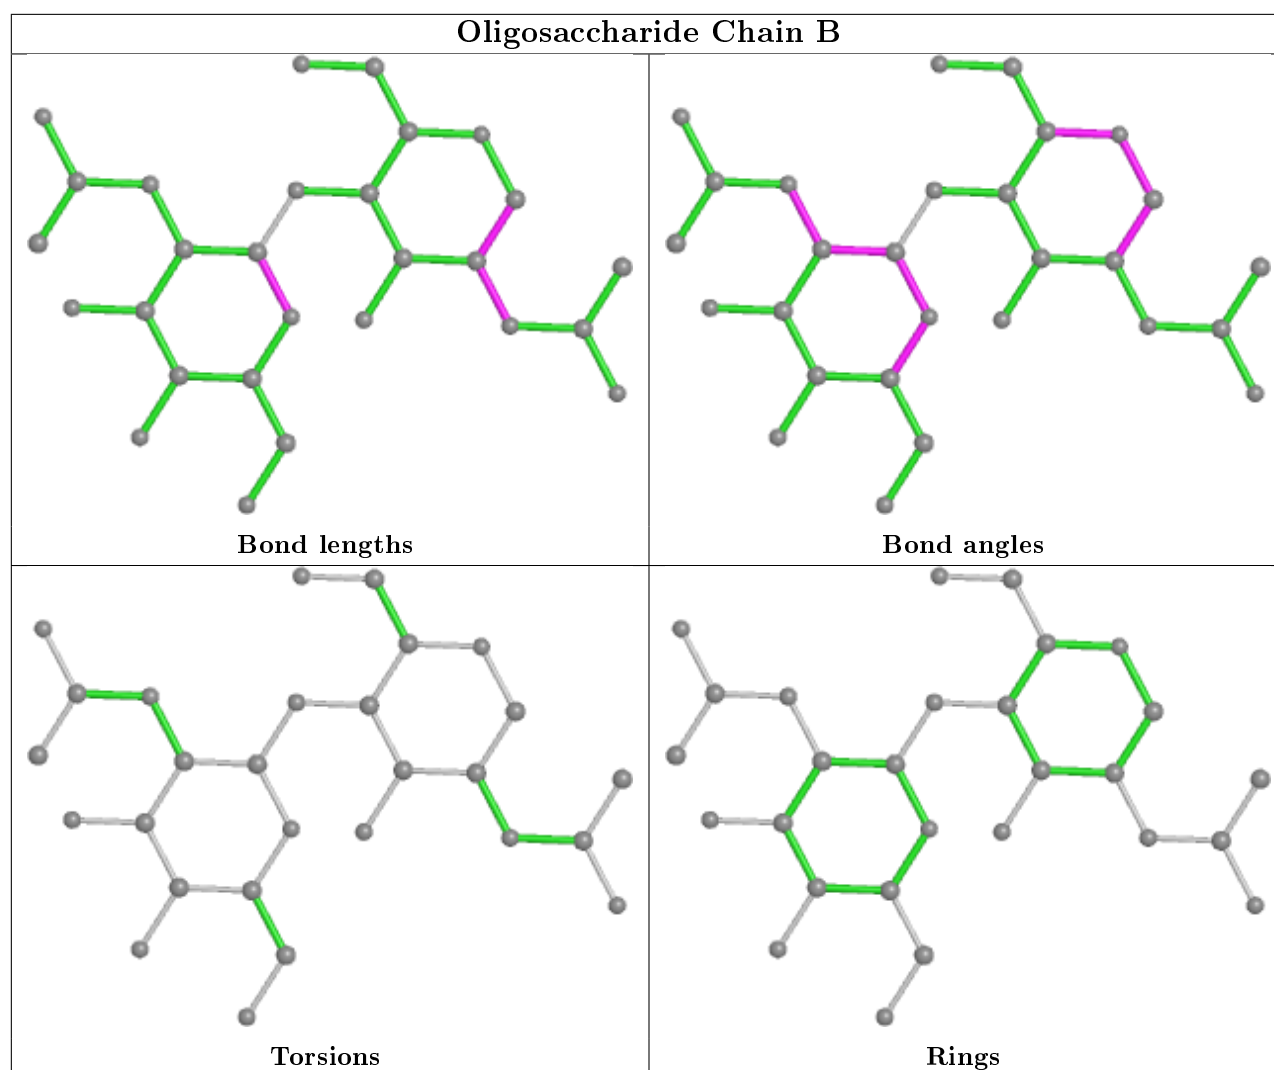 Oligosaccharide Chain B
Bond lengths
Bond angles
Torsions
Rings